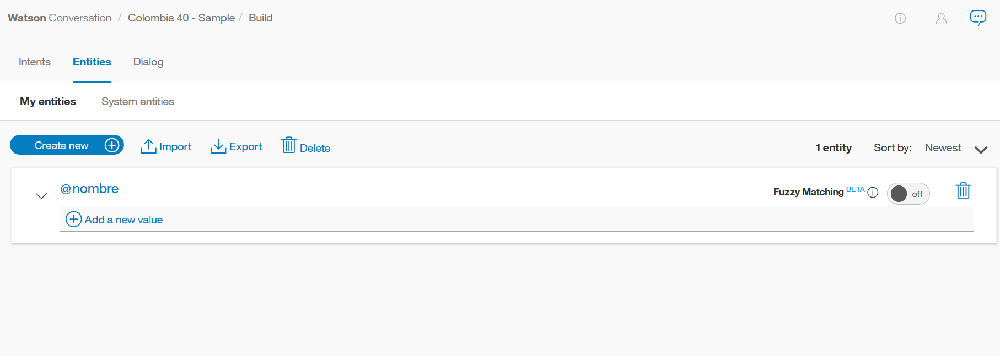 Watson Conversation / Colombia 40 - Sample / Build
Intents Entities Dialog
My entities System entities
Create new Import Export Delete 1 entity Sort by: Newest
@nombre Fuzzy Matching BETA off
Add a new value